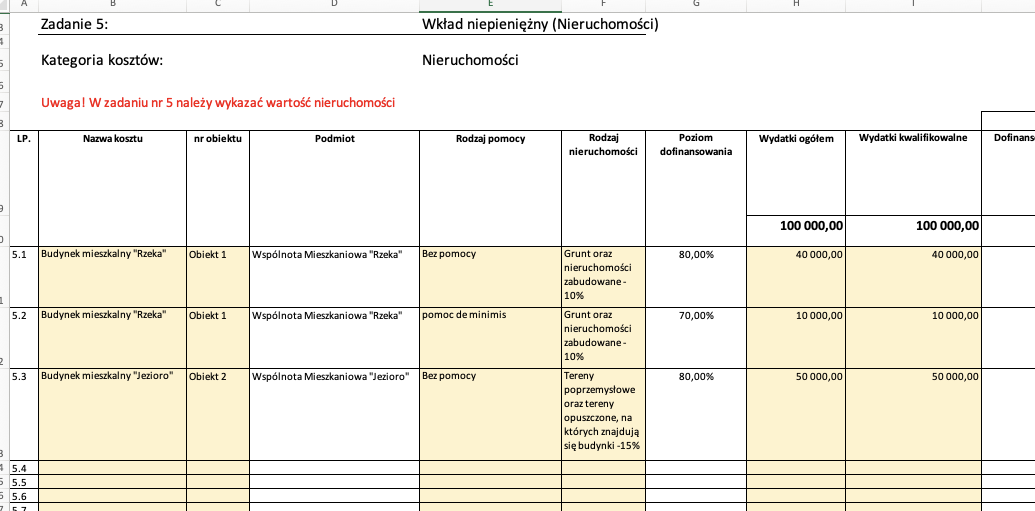 A B C D E F G H I
Zadanie 5: Wkład niepieniężny (Nieruchomości)
Kategoria kosztów: Nieruchomości
Uwaga! W zadaniu nr 5 należy wykazać wartość nieruchomości
LP. Nazwa kosztu nr obiektu Podmiot Rodzaj pomocy Rodzaj nieruchomości Poziom dofinansowania Wydatki ogółem Wydatki kwalifikowalne
100 000,00 100 000,00
5.1 Budynek mieszkalny "Rzeka" Obiekt 1 Wspólnota Mieszkaniowa "Rzeka" Bez pomocy Grunt oraz nieruchomości zabudowane - 10% 80,00% 40 000,00 40 000,00
5.2 Budynek mieszkalny "Rzeka" Obiekt 1 Wspólnota Mieszkaniowa "Rzeka" pomoc de minimis Grunt oraz nieruchomości zabudowane - 10% 70,00% 10 000,00 10 000,00
5.3 Budynek mieszkalny "Jezioro" Obiekt 2 Wspólnota Mieszkaniowa "Jezioro" Bez pomocy Tereny poprzemysłowe oraz tereny opuszczone, na których znajdują się budynki -15% 80,00% 50 000,00 50 000,00
5.4
5.5
5.6
5.7